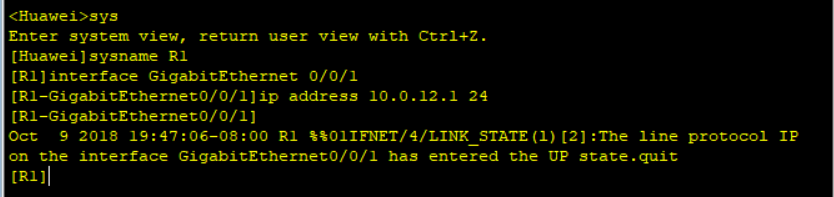 <Huawei>sys
Enter system view, return user view with Ctrl+Z.
[Huawei]sysname R1
[R1]interface GigabitEthernet 0/0/1
[R1-GigabitEthernet0/0/1]ip address 10.0.12.1 24
[R1-GigabitEthernet0/0/1]
Oct  9 2018 19:47:06-08:00 R1 %%01IFNET/4/LINK_STATE(l)[2]:The line protocol IP
on the interface GigabitEthernet0/0/1 has entered the UP state.quit
[R1]